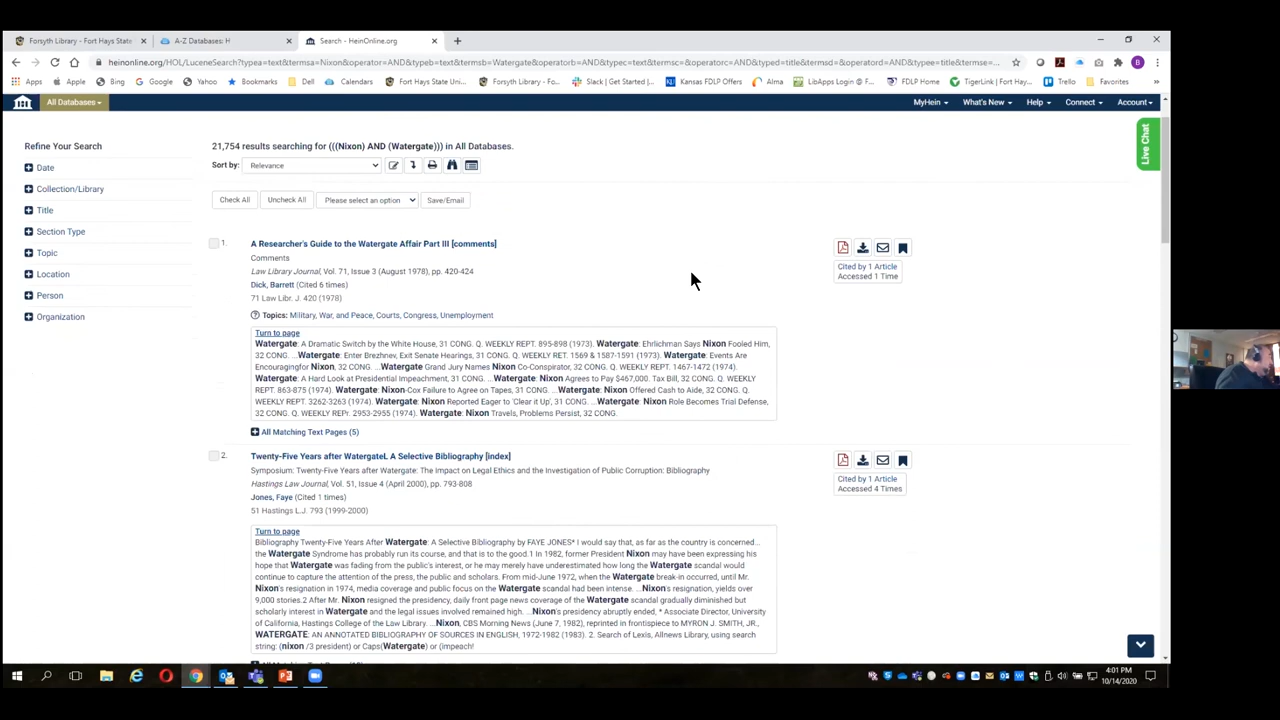 Forsyth Library - Fort Hays State
A-Z Databases: H
Search - HeinOnline.org
heinonline.org/HOL/LuceneSearch?typea=text&termsa=Nixon&operator=AND&typeb=text&termsb=Watergate&operatorb=AND&typec=text&termsc=&operatorc=AND&typed=title&termsd=&operatord=AND&typee=title&termse=...
Apps Apple Bing Google Yahoo Bookmarks Dell Calendars Fort Hays State Uni... Forsyth Library - Fo... Slack | Get Started |... Kansas FDLP Offers Alma LibApps Login @ F... FDLP Home TigerLink | Fort Hay... Trello Favorites
All Databases
MyHein What's New Help Connect Account
Live Chat
Refine Your Search
Date
Collection/Library
Title
Section Type
Topic
Location
Person
Organization
21,754 results searching for (((Nixon) AND (Watergate))) in All Databases.
Sort by: Relevance
Check All Uncheck All Please select an option Save/Email
1. A Researcher's Guide to the Watergate Affair Part III [comments]
Comments
Law Library Journal, Vol. 71, Issue 3 (August 1978), pp. 420-424
Dick, Barrett (Cited 6 times)
71 Law Libr. J. 420 (1978)
Cited by 1 Article
Accessed 1 Time
Topics: Military, War, and Peace, Courts, Congress, Unemployment
Turn to page
Watergate: A Dramatic Switch by the White House, 31 CONG. Q. WEEKLY REPT. 895-898 (1973). Watergate: Ehrlichman Says Nixon Fooled Him,
32 CONG. ...Watergate: Enter Brezhnev, Exit Senate Hearings, 31 CONG. Q. WEEKLY RET. 1569 & 1587-1591 (1973). Watergate: Events Are
Encouragingfor Nixon, 32 CONG. ...Watergate Grand Jury Names Nixon Co-Conspirator, 32 CONG. Q. WEEKLY REPT. 1467-1472 (1974).
Watergate: A Hard Look at Presidential Impeachment, 31 CONG. ...Watergate: Nixon Agrees to Pay $467,000. Tax Bill, 32 CONG. Q. WEEKLY
REPT. 863-875 (1974). Watergate: Nixon-Cox Failure to Agree on Tapes, 31 CONG. ...Watergate: Nixon Offered Cash to Aide, 32 CONG. Q.
WEEKLY REPT. 3262-3263 (1974). Watergate: Nixon Reported Eager to 'Clear it Up', 31 CONG. ...Watergate: Nixon Role Becomes Trial Defense,
32 CONG. Q. WEEKLY REPr. 2953-2955 (1974). Watergate: Nixon Travels, Problems Persist, 32 CONG.
All Matching Text Pages (5)
2. Twenty-Five Years after WatergateL A Selective Bibliography [index]
Symposium: Twenty-Five Years after Watergate: The Impact on Legal Ethics and the Investigation of Public Corruption: Bibliography
Hastings Law Journal, Vol. 51, Issue 4 (April 2000), pp. 793-808
Jones, Faye (Cited 1 times)
51 Hastings L.J. 793 (1999-2000)
Cited by 1 Article
Accessed 4 Times
Turn to page
Bibliography Twenty-Five Years After Watergate: A Selective Bibliography by FAYE JONES* I would say that, as far as the country is concerned...
the Watergate Syndrome has probably run its course, and that is to the good.1 In 1982, former President Nixon may have been expressing his
hope that Watergate was fading from the public's interest, or he may merely have underestimated how long the Watergate scandal would
continue to capture the attention of the press, the public and scholars. From mid-June 1972, when the Watergate break-in occurred, until Mr.
Nixon's resignation in 1974, media coverage and public focus on the Watergate scandal had been intense. ...Nixon's resignation, yields over
9,000 stories.2 After Mr. Nixon resigned the presidency, daily front page news coverage of the Watergate scandal gradually diminished but
scholarly interest in Watergate and the legal issues involved remained high. ...Nixon's presidency abruptly ended, * Associate Director, University
of California, Hastings College of the Law Library. ...Nixon, CBS Morning News (June 7, 1982), reprinted in frontispiece to MYRON J. SMITH, JR.,
WATERGATE: AN ANNOTATED BIBLIOGRAPHY OF SOURCES IN ENGLISH, 1972-1982 (1983). 2. Search of Lexis, Allnews Library, using search
string: (nixon /3 president) or Caps(Watergate) or (impeach!
4:01 PM
10/14/2020